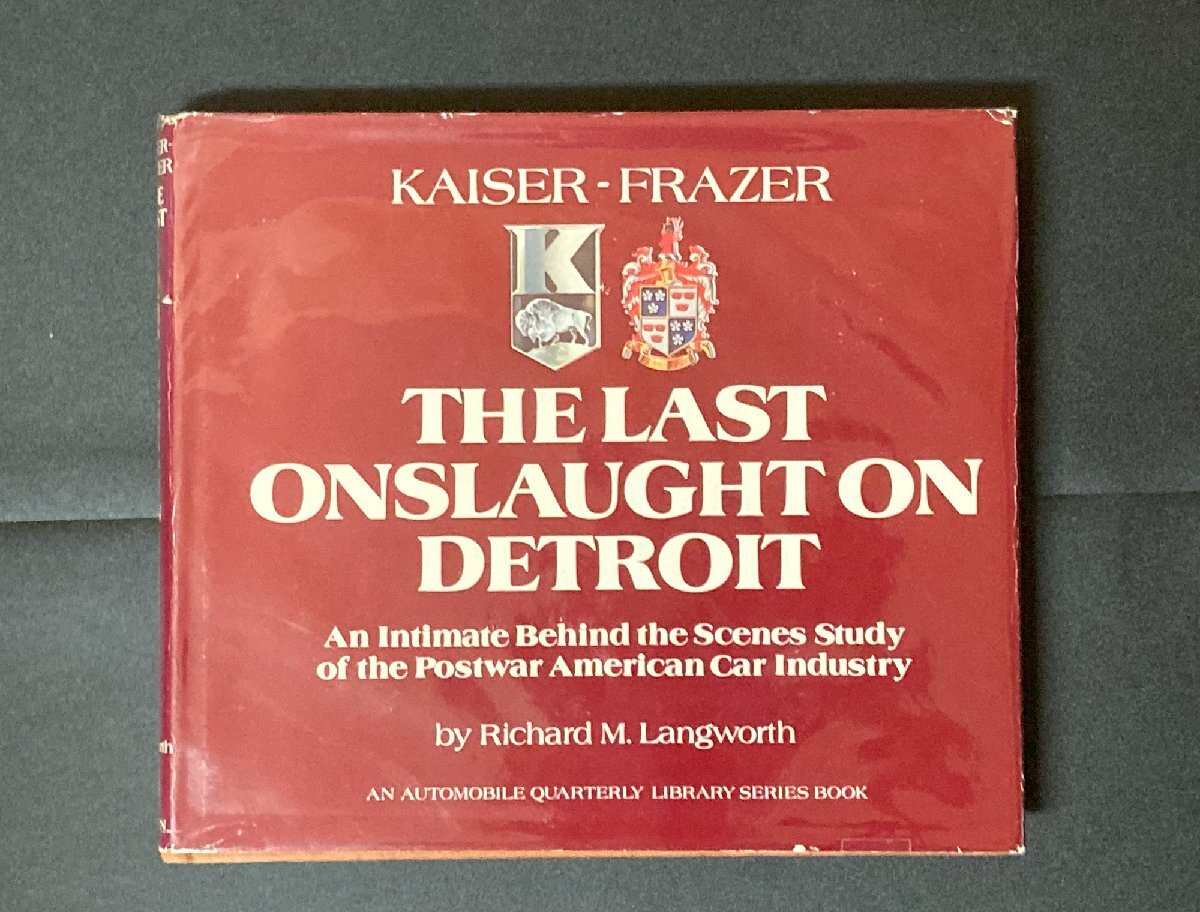 KAISER-FRAZER
K
THE LAST
ONSLAUGHT ON
DETROIT
An Intimate Behind the Scenes Study
of the Postwar American Car Industry
by Richard M. Langworth
AN AUTOMOBILE QUARTERLY LIBRARY SERIES BOOK